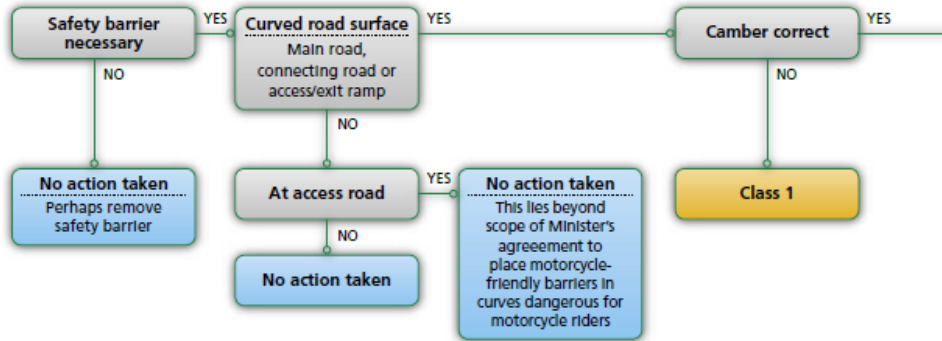 Safety barrier
necessary
YES
Curved road surface
Main road,
connecting road or
access/exit ramp
YES
Camber correct
YES
NO
NO
NO
No action taken
Perhaps remove
safety barrier
At access road
YES
No action taken
This lies beyond
scope of Minister's
agreeement to
place motorcycle-
friendly barriers in
curves dangerous for
motorcycle riders
Class 1
NO
No action taken